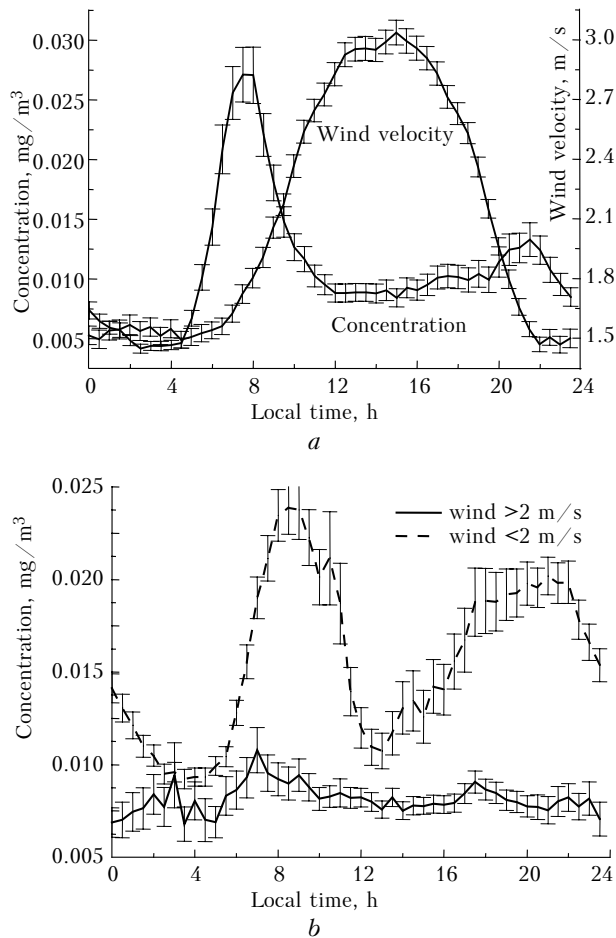 Concentration, mg/m³
0.030
0.025
0.020
0.015
0.010
0.005
Wind velocity
Concentration
Wind velocity, m/s
3.0
2.7
2.4
2.1
1.8
1.5
0 4 8 12 16 20 24
Local time, h
a
Concentration, mg/m³
0.025
0.020
0.015
0.010
0.005
wind >2 m/s
wind <2 m/s
0 4 8 12 16 20 24
Local time, h
b